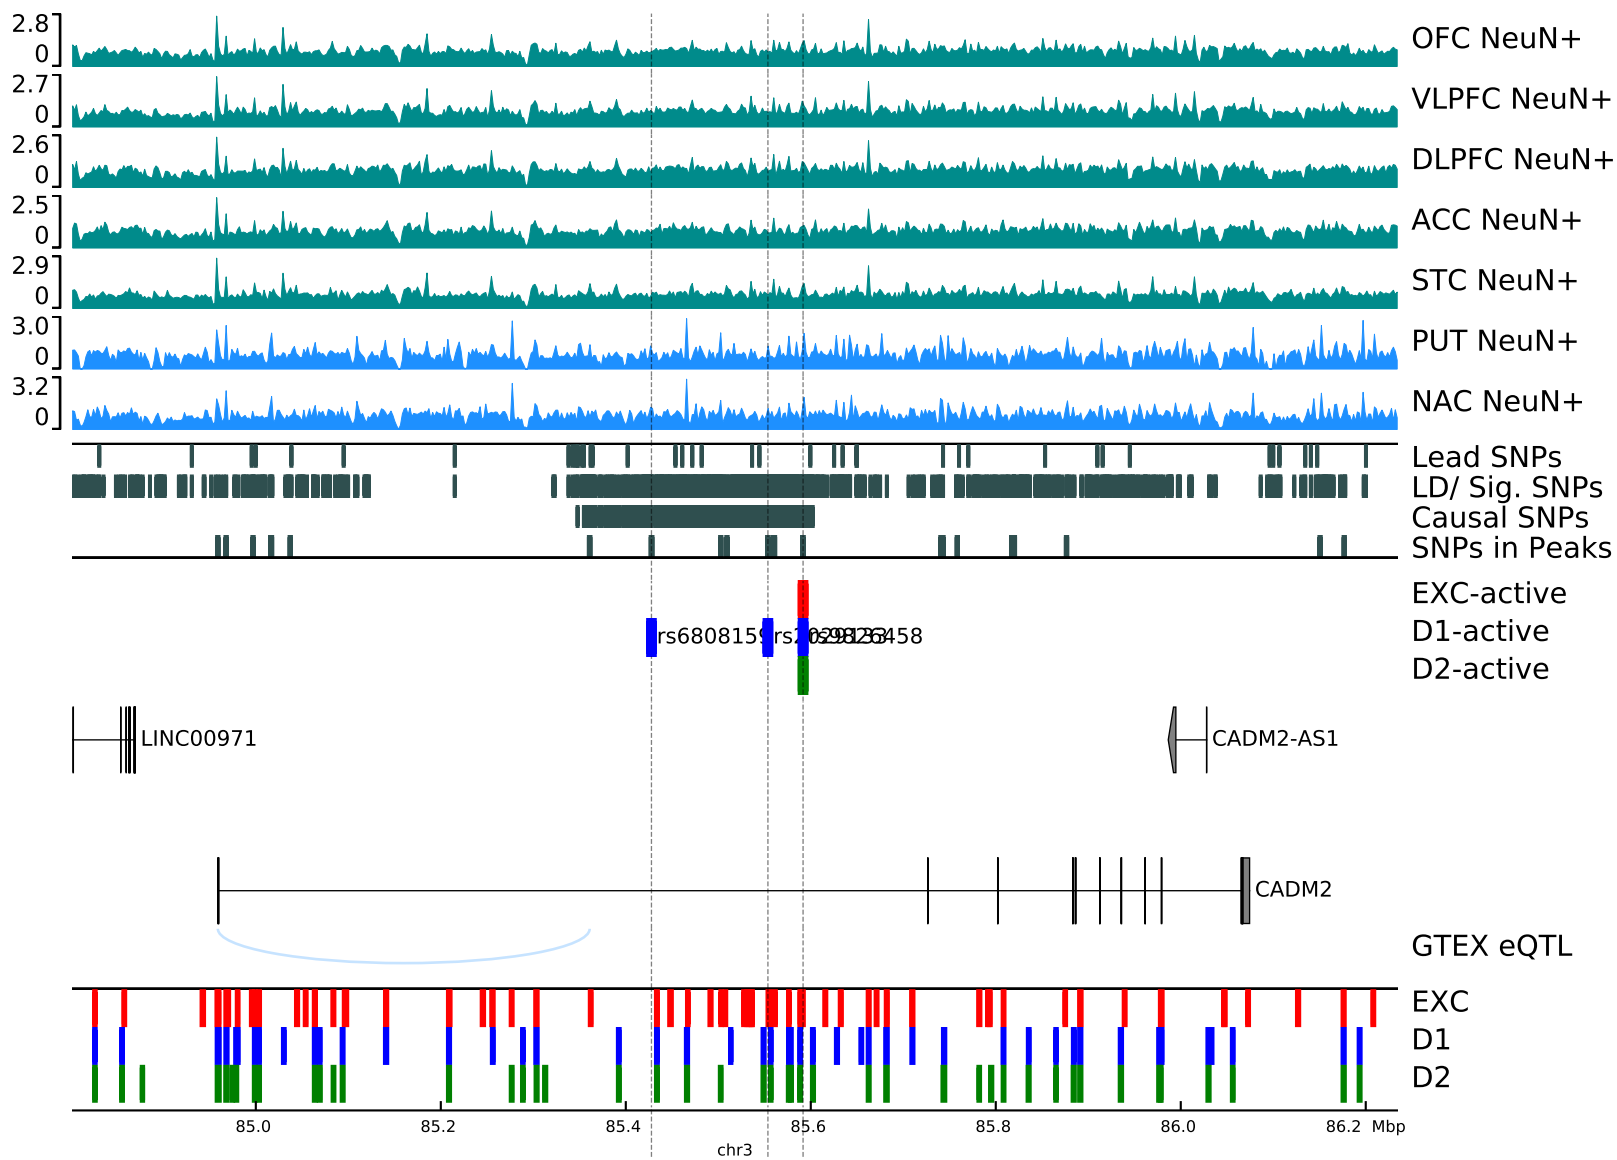 2.8
0
OFC NeuN+
2.7
0
VLPFC NeuN+
2.6
0
DLPFC NeuN+
2.5
0
ACC NeuN+
2.9
0
STC NeuN+
3.0
0
PUT NeuN+
3.2
0
NAC NeuN+
Lead SNPs
LD/ Sig. SNPs
Causal SNPs
SNPs in Peaks
EXC-active
rs6808159
D1-active
D2-active
LINC00971
CADM2-AS1
CADM2
GTEX eQTL
EXC
D1
D2
85.0 85.2 85.4 85.6 85.8 86.0 86.2 Mbp
chr3